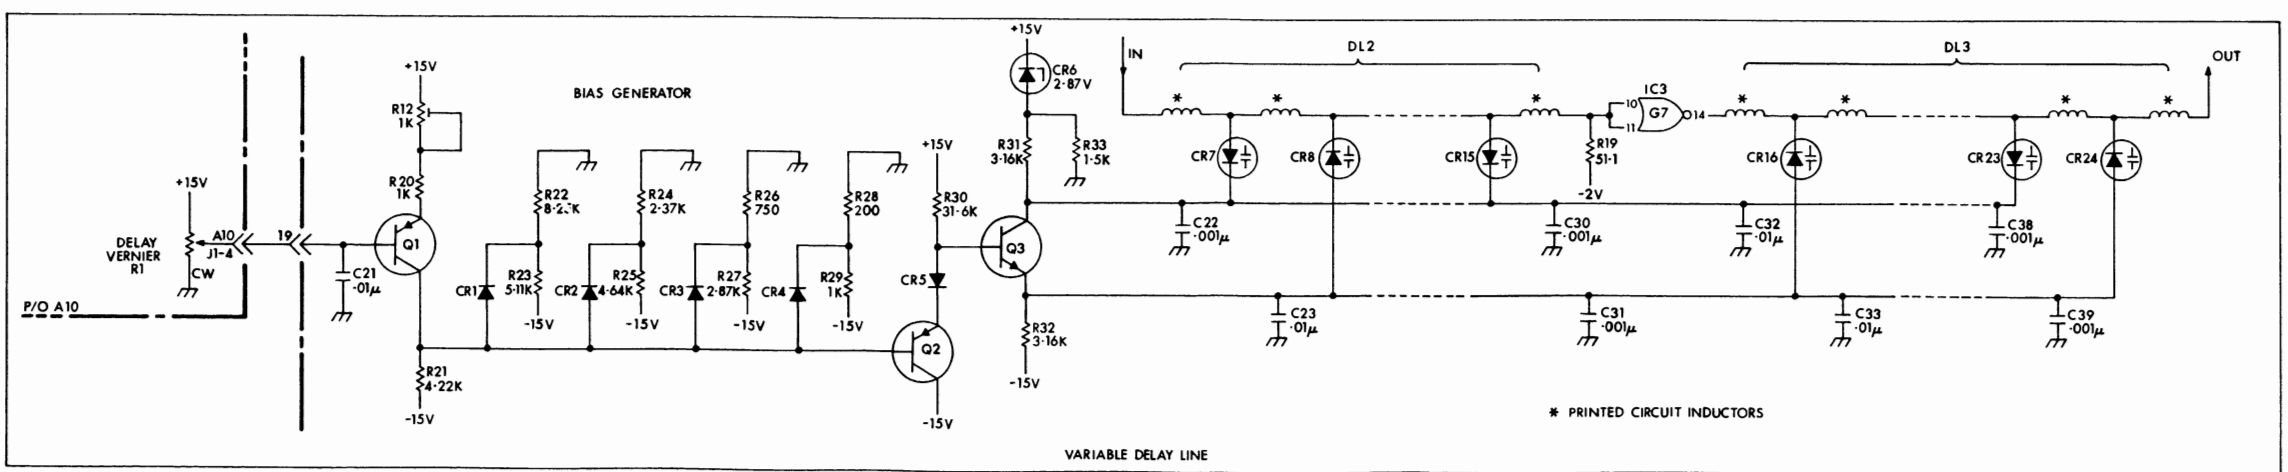 +15V
CR6
2.87V
IN
DL2
DL3
OUT
+15V
R12
1K
BIAS GENERATOR
* * * * * * *
IC3
10
11
G7
14
R31
3.16K
R33
1.5K
CR7
CR8
CR15
R19
51.1
-2V
CR16
CR23
CR24
+15V
R20
1K
+15V
R22
R24
2.37K
R26
750
R28
200
R30
31.6K
DELAY
VERNIER
R1
A10
J1-4
CW
19
Q1
Q3
C22
.001μ
C30
.001μ
C32
.01μ
C38
.001μ
C21
.01μ
CR1
R23
5.11K
CR2
R25
4.64K
CR3
R27
2.87K
CR4
R29
1K
CR5
P/O A10
-15V
-15V
-15V
-15V
Q2
R32
3.16K
C23
.01μ
C31
.001μ
C33
.01μ
C39
.001μ
R21
4.22K
-15V
-15V
-15V
* PRINTED CIRCUIT INDUCTORS
VARIABLE DELAY LINE